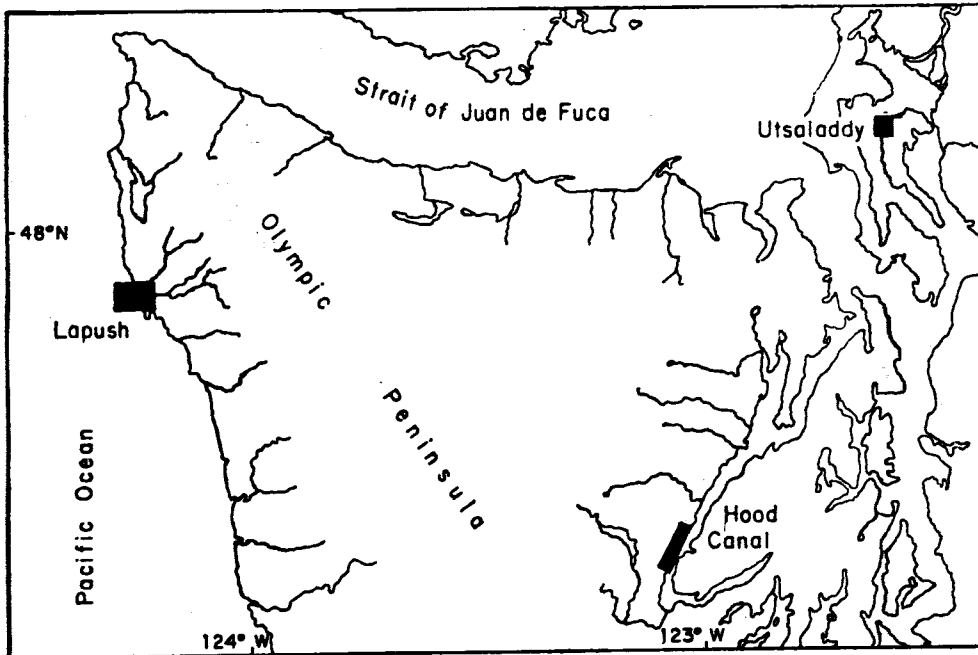 Strait of Juan de Fuca
Utsaladdy
48° N
Olympic
Peninsula
Lapush
Pacific Ocean
Hood
Canal
124° W
123° W